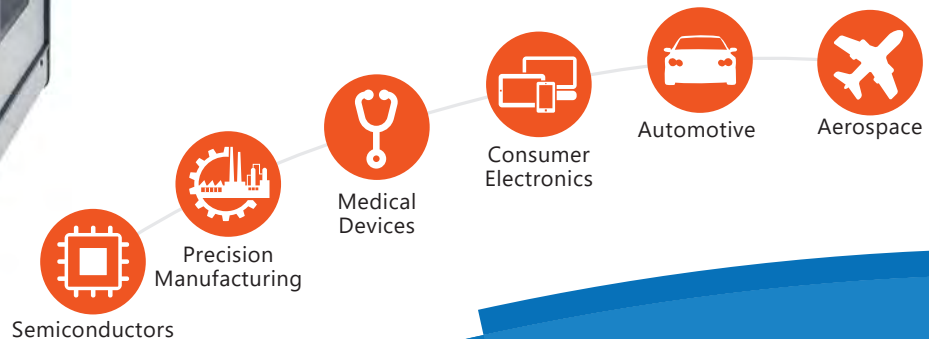 Semiconductors
Precision
Manufacturing
Medical
Devices
Consumer
Electronics
Automotive
Aerospace